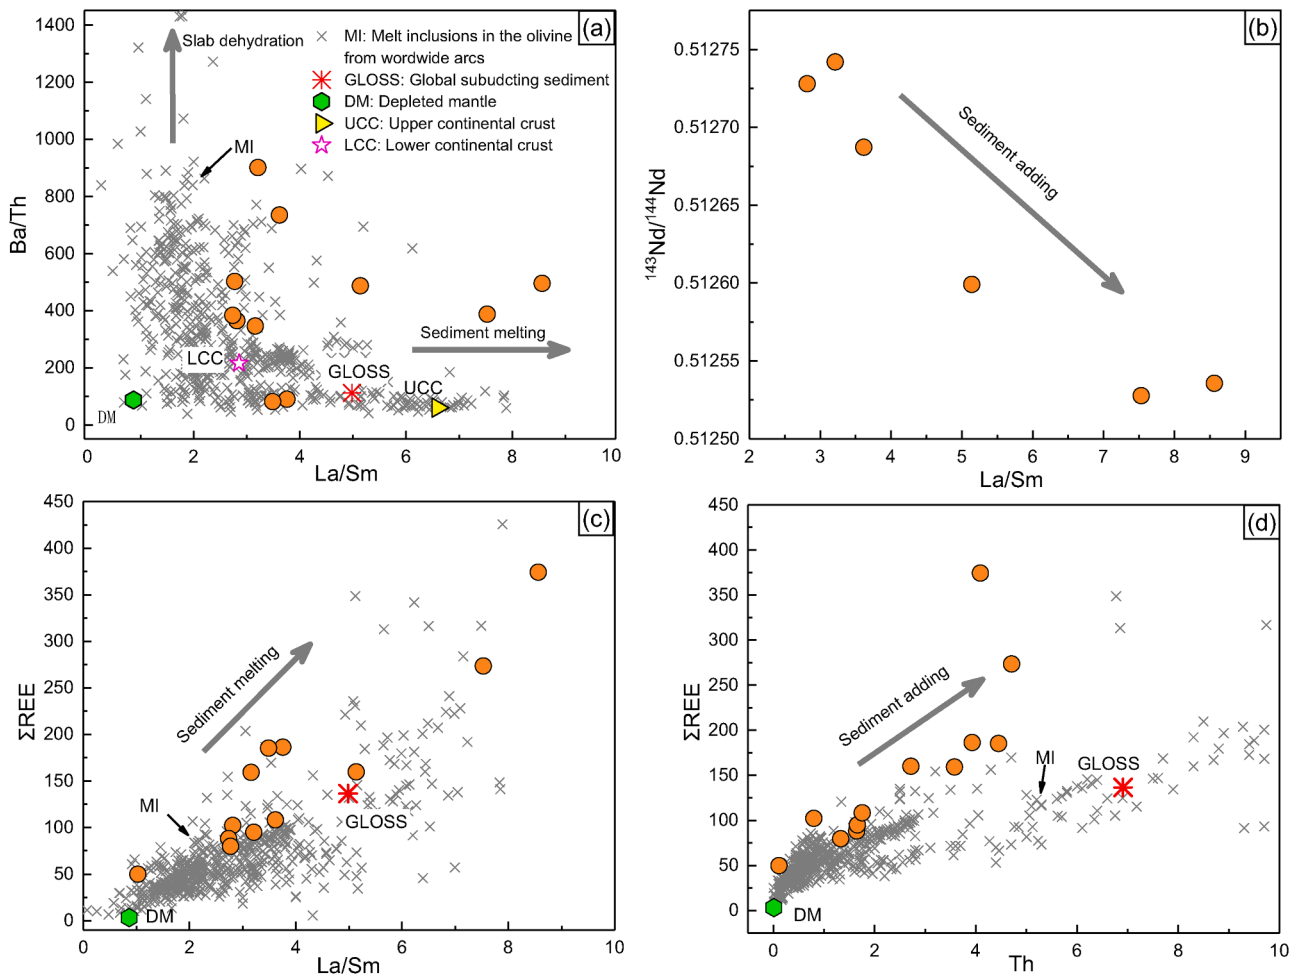 (a)
1400
1200
1000
800
600
400
200
0
Ba/Th
Slab dehydration
MI: Melt inclusions in the olivine
from wordwide arcs
GLOSS: Global subudcting sediment
DM: Depleted mantle
UCC: Upper continental crust
LCC: Lower continental crust
MI
Sediment melting
LCC
GLOSS
UCC
DM
0 2 4 6 8 10
La/Sm
(b)
0.51275
0.51270
0.51265
0.51260
0.51255
0.51250
143Nd/144Nd
Sediment adding
2 3 4 5 6 7 8 9
La/Sm
(c)
450
400
350
300
250
200
150
100
50
0
ΣREE
Sediment melting
MI
GLOSS
DM
0 2 4 6 8 10
La/Sm
(d)
450
400
350
300
250
200
150
100
50
0
ΣREE
Sediment adding
MI
GLOSS
DM
0 2 4 6 8 10
Th